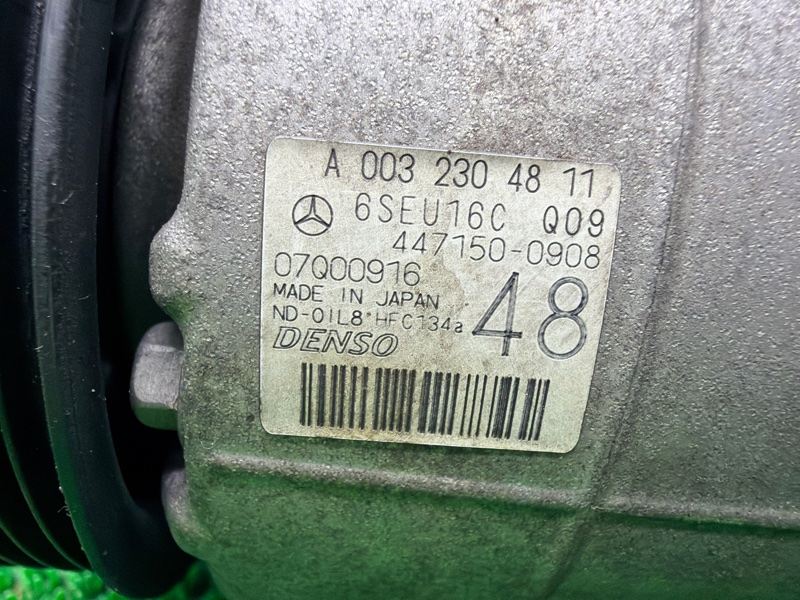 A 003 230 48 11
6SEU16C Q09
447150-0908
07Q00916
MADE IN JAPAN
ND-OIL8*HFC134a 48
DENSO